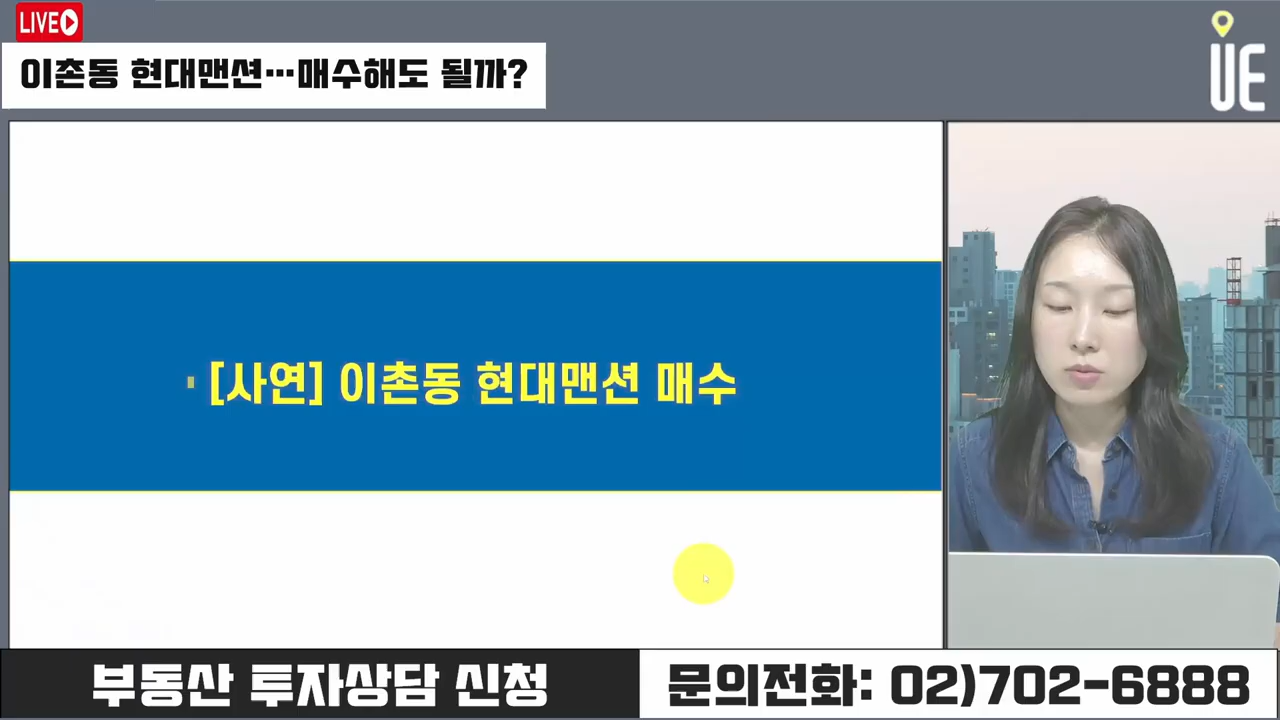 LIVE
이촌동 현대맨션…매수해도 될까?
UE
[사연] 이촌동 현대맨션 매수
부동산 투자상담 신청
문의전화: 02)702-6888